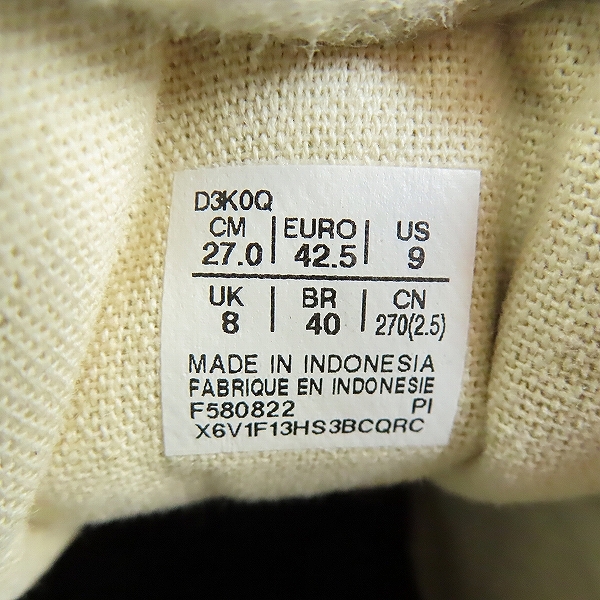 D3K0Q
CM | EURO | US
27.0 | 42.5 | 9
UK | BR | CN
8 | 40 | 270(2.5)
MADE IN INDONESIA
FABRIQUE EN INDONESIE
F580822 PI
X6V1F13HS3BCQRC